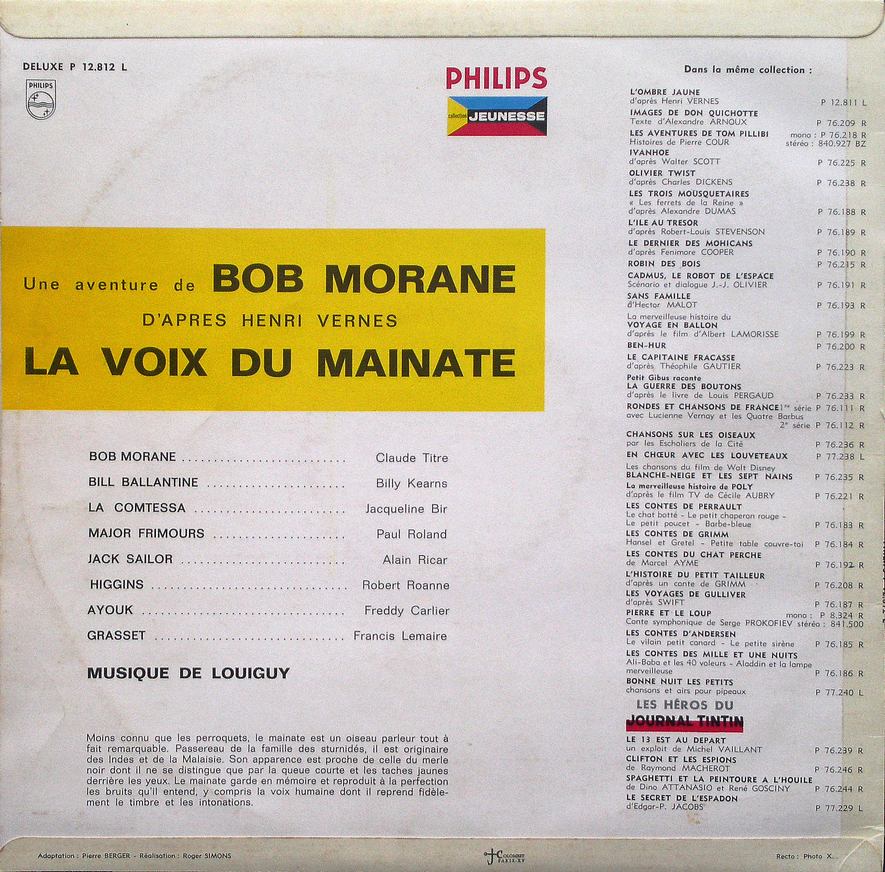 DELUXE P 12.812 L
PHILIPS
PHILIPS
collection JEUNESSE
Une aventure de BOB MORANE
D'APRES HENRI VERNES
LA VOIX DU MAINATE
BOB MORANE ........................ Claude Titre
BILL BALLANTINE ........................ Billy Kearns
LA COMTESSA ........................ Jacqueline Bir
MAJOR FRIMOURS ........................ Paul Roland
JACK SAILOR ........................ Alain Ricar
HIGGINS ........................ Robert Roanne
AYOUK ........................ Freddy Carlier
GRASSET ........................ Francis Lemaire
MUSIQUE DE LOUIGUY
Moins connu que les perroquets, le mainate est un oiseau parleur tout à
fait remarquable. Passereau de la famille des sturnidés, il est originaire
des Indes et de la Malaisie. Son apparence est proche de celle du merle
noir dont il ne se distingue que par la queue courte et les taches jaunes
derrière les yeux. Le mainate garde en mémoire et reproduit à la perfection
les bruits qu'il entend, y compris la voix humaine dont il reprend fidèle-
ment le timbre et les intonations.
Dans la même collection :
L'OMBRE JAUNE
d'après Henri VERNES P 12.811 L
IMAGES DE DON QUICHOTTE
Texte d'Alexandre ARNOUX P 76.209 R
LES AVENTURES DE TOM PILLIBI mono : P 76.218 R
Histoires de Pierre COUR stéréo : 840.927 BZ
IVANHOE
d'après Walter SCOTT P 76.225 R
OLIVIER TWIST
d'après Charles DICKENS P 76.238 R
LES TROIS MOUSQUETAIRES
« Les ferrets de la Reine »
d'après Alexandre DUMAS P 76.188 R
L'ILE AU TRESOR
d'après Robert-Louis STEVENSON P 76.189 R
LE DERNIER DES MOHICANS
d'après Fenimore COOPER P 76.190 R
ROBIN DES BOIS P 76.215 R
CADMUS, LE ROBOT DE L'ESPACE
Scénario et dialogue J.-J. OLIVIER P 76.191 R
SANS FAMILLE
d'Hector MALOT P 76.193 R
La merveilleuse histoire du
VOYAGE EN BALLON
d'après le film d'Albert LAMORISSE P 76.199 R
BEN-HUR P 76.200 R
LE CAPITAINE FRACASSE
d'après Théophile GAUTIER P 76.223 R
Petit Gibus raconte
LA GUERRE DES BOUTONS
d'après le livre de Louis PERGAUD P 76.233 R
RONDES ET CHANSONS DE FRANCE 1re série P 76.111 R
avec Lucienne Vernay et les Quatre Barbus
2e série P 76.112 R
CHANSONS SUR LES OISEAUX
par les Escholiers de la Cité P 76.236 R
EN CHŒUR AVEC LES LOUVETEAUX P 77.238 L
Les chansons du film de Walt Disney
BLANCHE-NEIGE ET LES SEPT NAINS P 76.235 R
La merveilleuse histoire de POLY
d'après le film TV de Cécile AUBRY P 76.221 R
LES CONTES DE PERRAULT
Le chat botté - Le petit chaperon rouge -
Le petit poucet - Barbe-bleue P 76.183 R
LES CONTES DE GRIMM
Hansel et Gretel - Petite table couvre-toi P 76.184 R
LES CONTES DU CHAT PERCHE
de Marcel AYME P 76.192 R
L'HISTOIRE DU PETIT TAILLEUR
d'après un conte de GRIMM P 76.208 R
LES VOYAGES DE GULLIVER
d'après SWIFT P 76.187 R
PIERRE ET LE LOUP mono : P 8.324 R
Conte symphonique de Serge PROKOFIEV stéréo : 841.500
LES CONTES D'ANDERSEN
Le vilain petit canard - Le petite sirène P 76.185 R
LES CONTES DES MILLE ET UNE NUITS
Ali-Baba et les 40 voleurs - Aladdin et la lampe
merveilleuse P 76.186 R
BONNE NUIT LES PETITS
chansons et airs pour pipeaux P 77.240 L
LES HÉROS DU
JOURNAL TINTIN
LE 13 EST AU DEPART
un exploit de Michel VAILLANT P 76.239 R
CLIFTON ET LES ESPIONS
de Raymond MACHEROT P 76.246 R
SPAGHETTI ET LA PEINTOURE A L'HOUILE
de Dino ATTANASIO et René GOSCINY P 76.244 R
LE SECRET DE L'ESPADON
d'Edgar-P. JACOBS P 77.229 L
Adaptation : Pierre BERGER - Réalisation : Roger SIMONS
COLOMBET
PARIS-XV
Recto : Photo X...